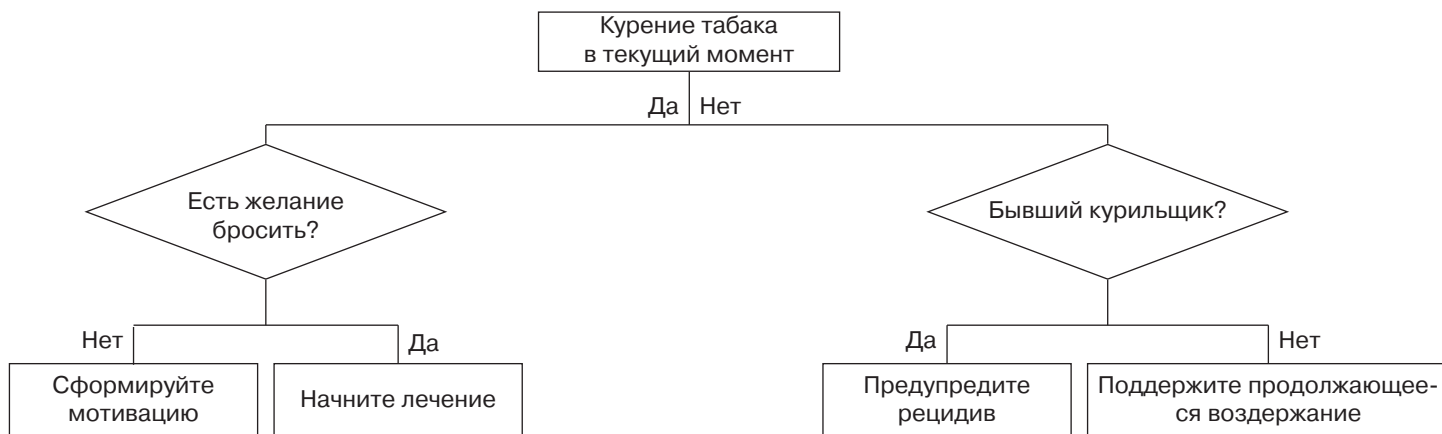 Курение табака
в текущий момент
Да Нет
Есть желание
бросить?
Бывший курильщик?
Нет Да
Да Нет
Сформируйте
мотивацию
Начните лечение
Предупредите
рецидив
Поддержите продолжающее-
ся воздержание